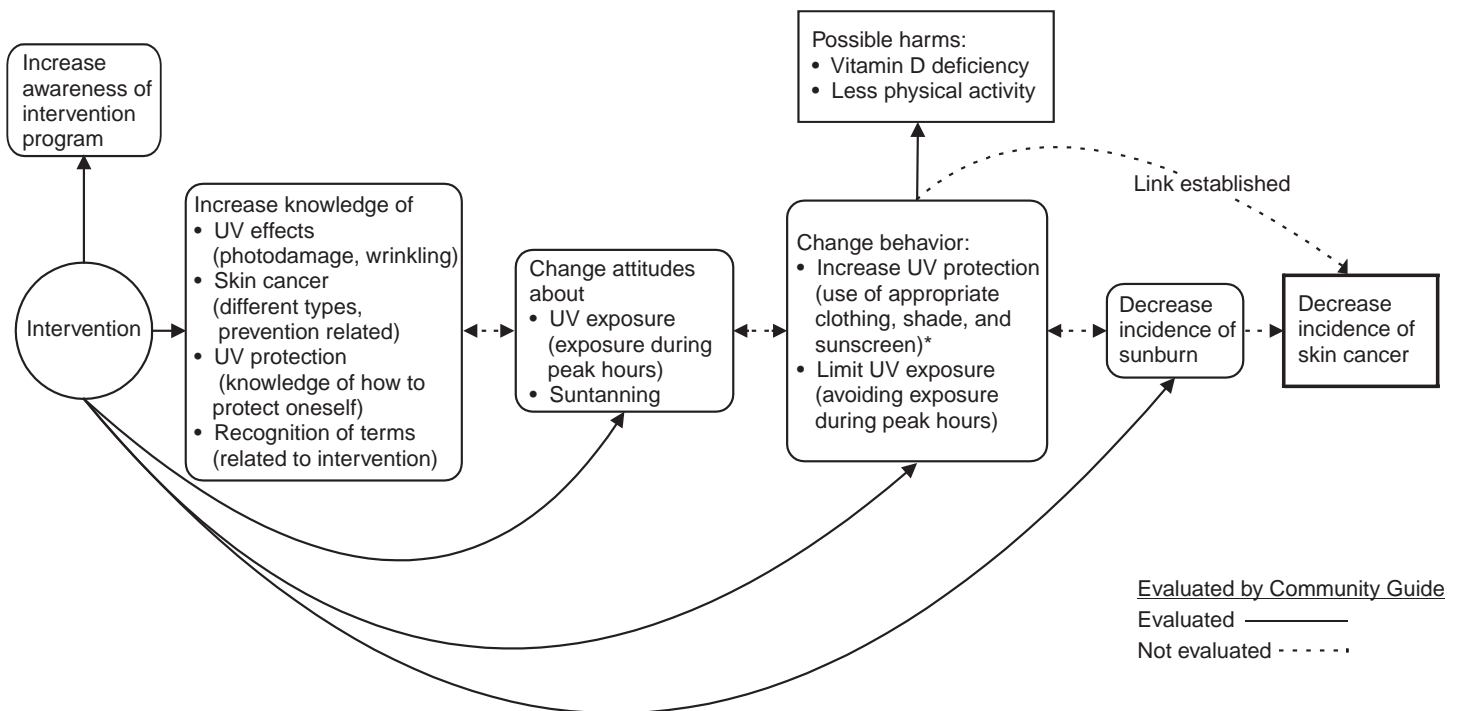 Increase
awareness of
intervention
program
Intervention
Increase knowledge of
• UV effects
(photodamage, wrinkling)
• Skin cancer
(different types,
prevention related)
• UV protection
(knowledge of how to
protect oneself)
• Recognition of terms
(related to intervention)
Change attitudes
about
• UV exposure
(exposure during
peak hours)
• Suntanning
Possible harms:
• Vitamin D deficiency
• Less physical activity
Change behavior:
• Increase UV protection
(use of appropriate
clothing, shade, and
sunscreen)*
• Limit UV exposure
(avoiding exposure
during peak hours)
Link established
Decrease
incidence of
sunburn
Decrease
incidence of
skin cancer
Evaluated by Community Guide
Evaluated
Not evaluated